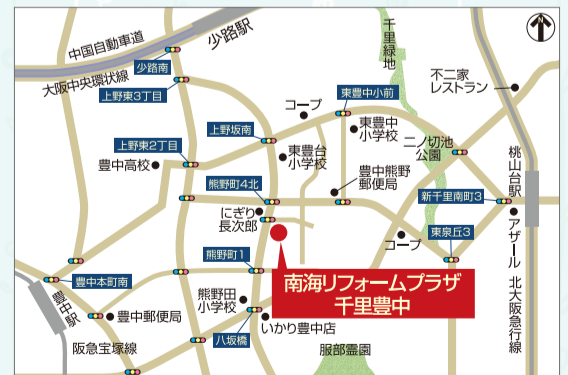 N
少路駅
中国自動車道
少路南
大阪中央環状線
上野東3丁目
千里緑地
不二家
レストラン
東豊中小前
コープ
上野坂南
東豊中
小学校
二ノ切池
公園
上野東2丁目
豊中高校
東豊台
小学校
豊中熊野
郵便局
桃山台駅
熊野町4北
新千里南町3
にぎり
長次郎
アザール
コープ
東泉丘3
熊野町1
南海リフォームプラザ
千里豊中
北大阪急行線
豊中本町南
豊中駅
豊中郵便局
熊野田
小学校
いかり豊中店
八坂橋
阪急宝塚線
服部霊園